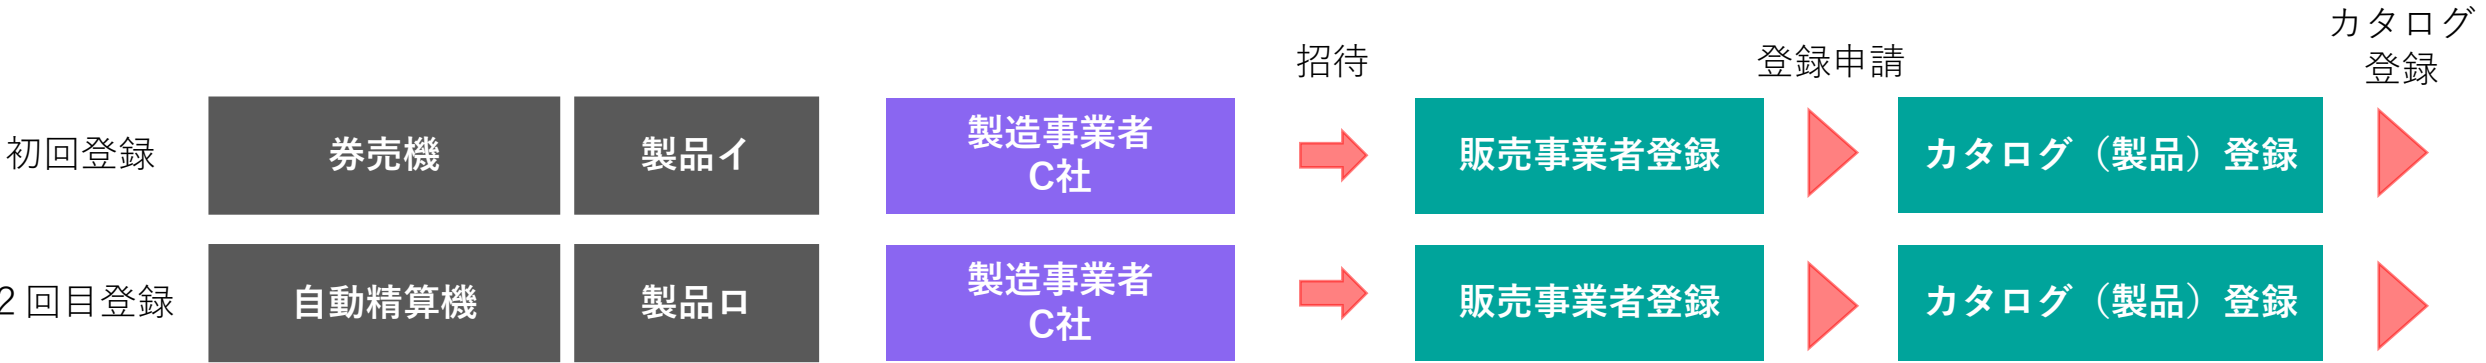 招待
登録申請
カタログ
登録
初回登録
券売機
製品イ
製造事業者
C社
販売事業者登録
カタログ（製品）登録
2回目登録
自動精算機
製品ロ
製造事業者
C社
販売事業者登録
カタログ（製品）登録